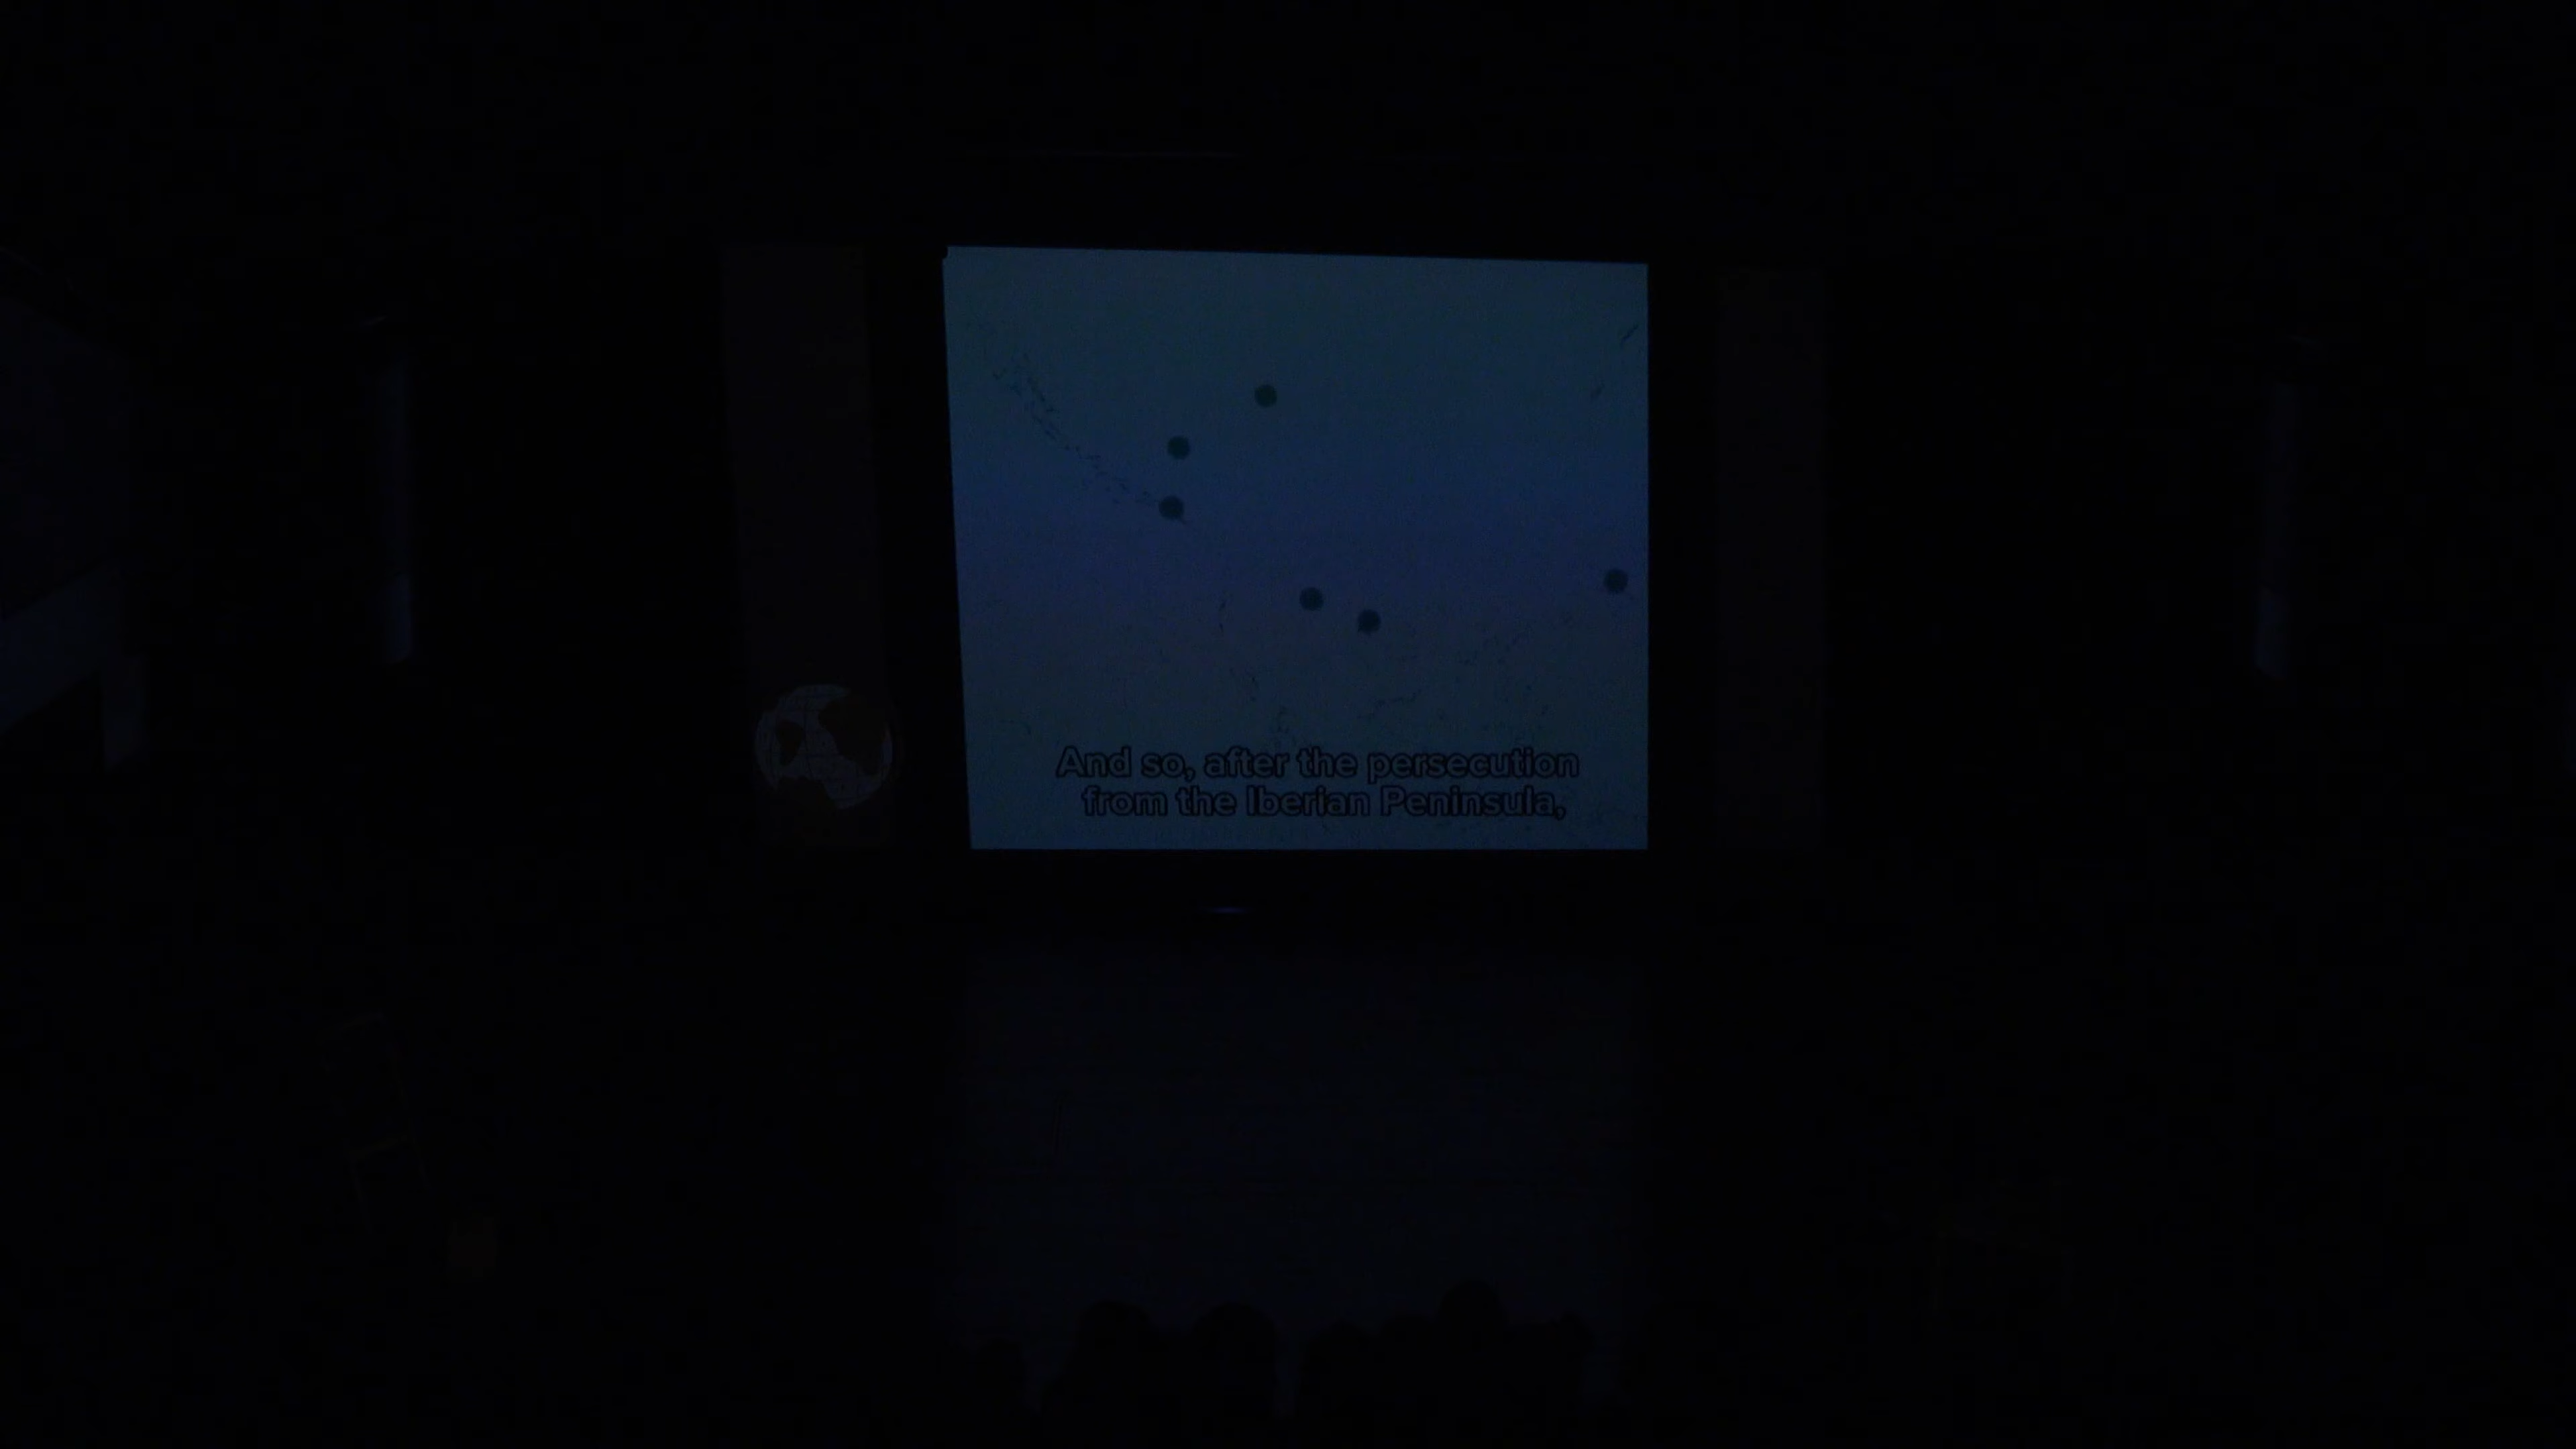 And so, after the persecution
from the Iberian Peninsula,